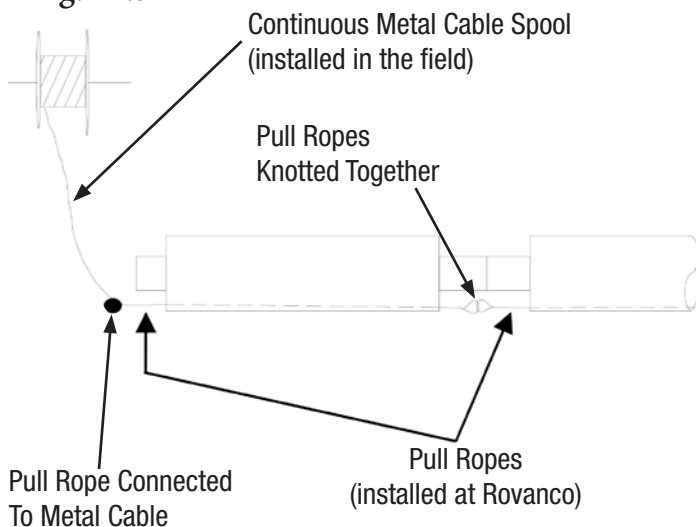 Continuous Metal Cable Spool
(installed in the field)
Pull Ropes
Knotted Together
Pull Ropes
(installed at Rovanco)
Pull Rope Connected
To Metal Cable